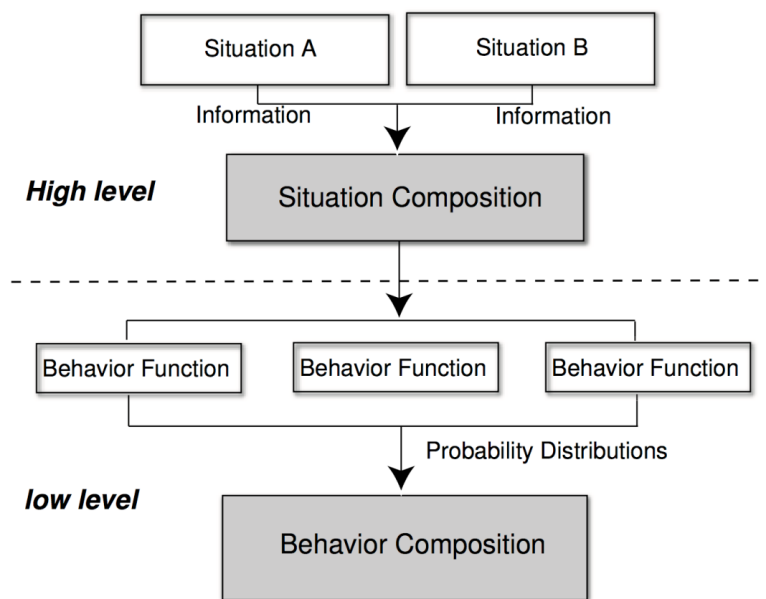 Situation A
Situation B
Information
Information
High level
Situation Composition
Behavior Function
Behavior Function
Behavior Function
Probability Distributions
low level
Behavior Composition